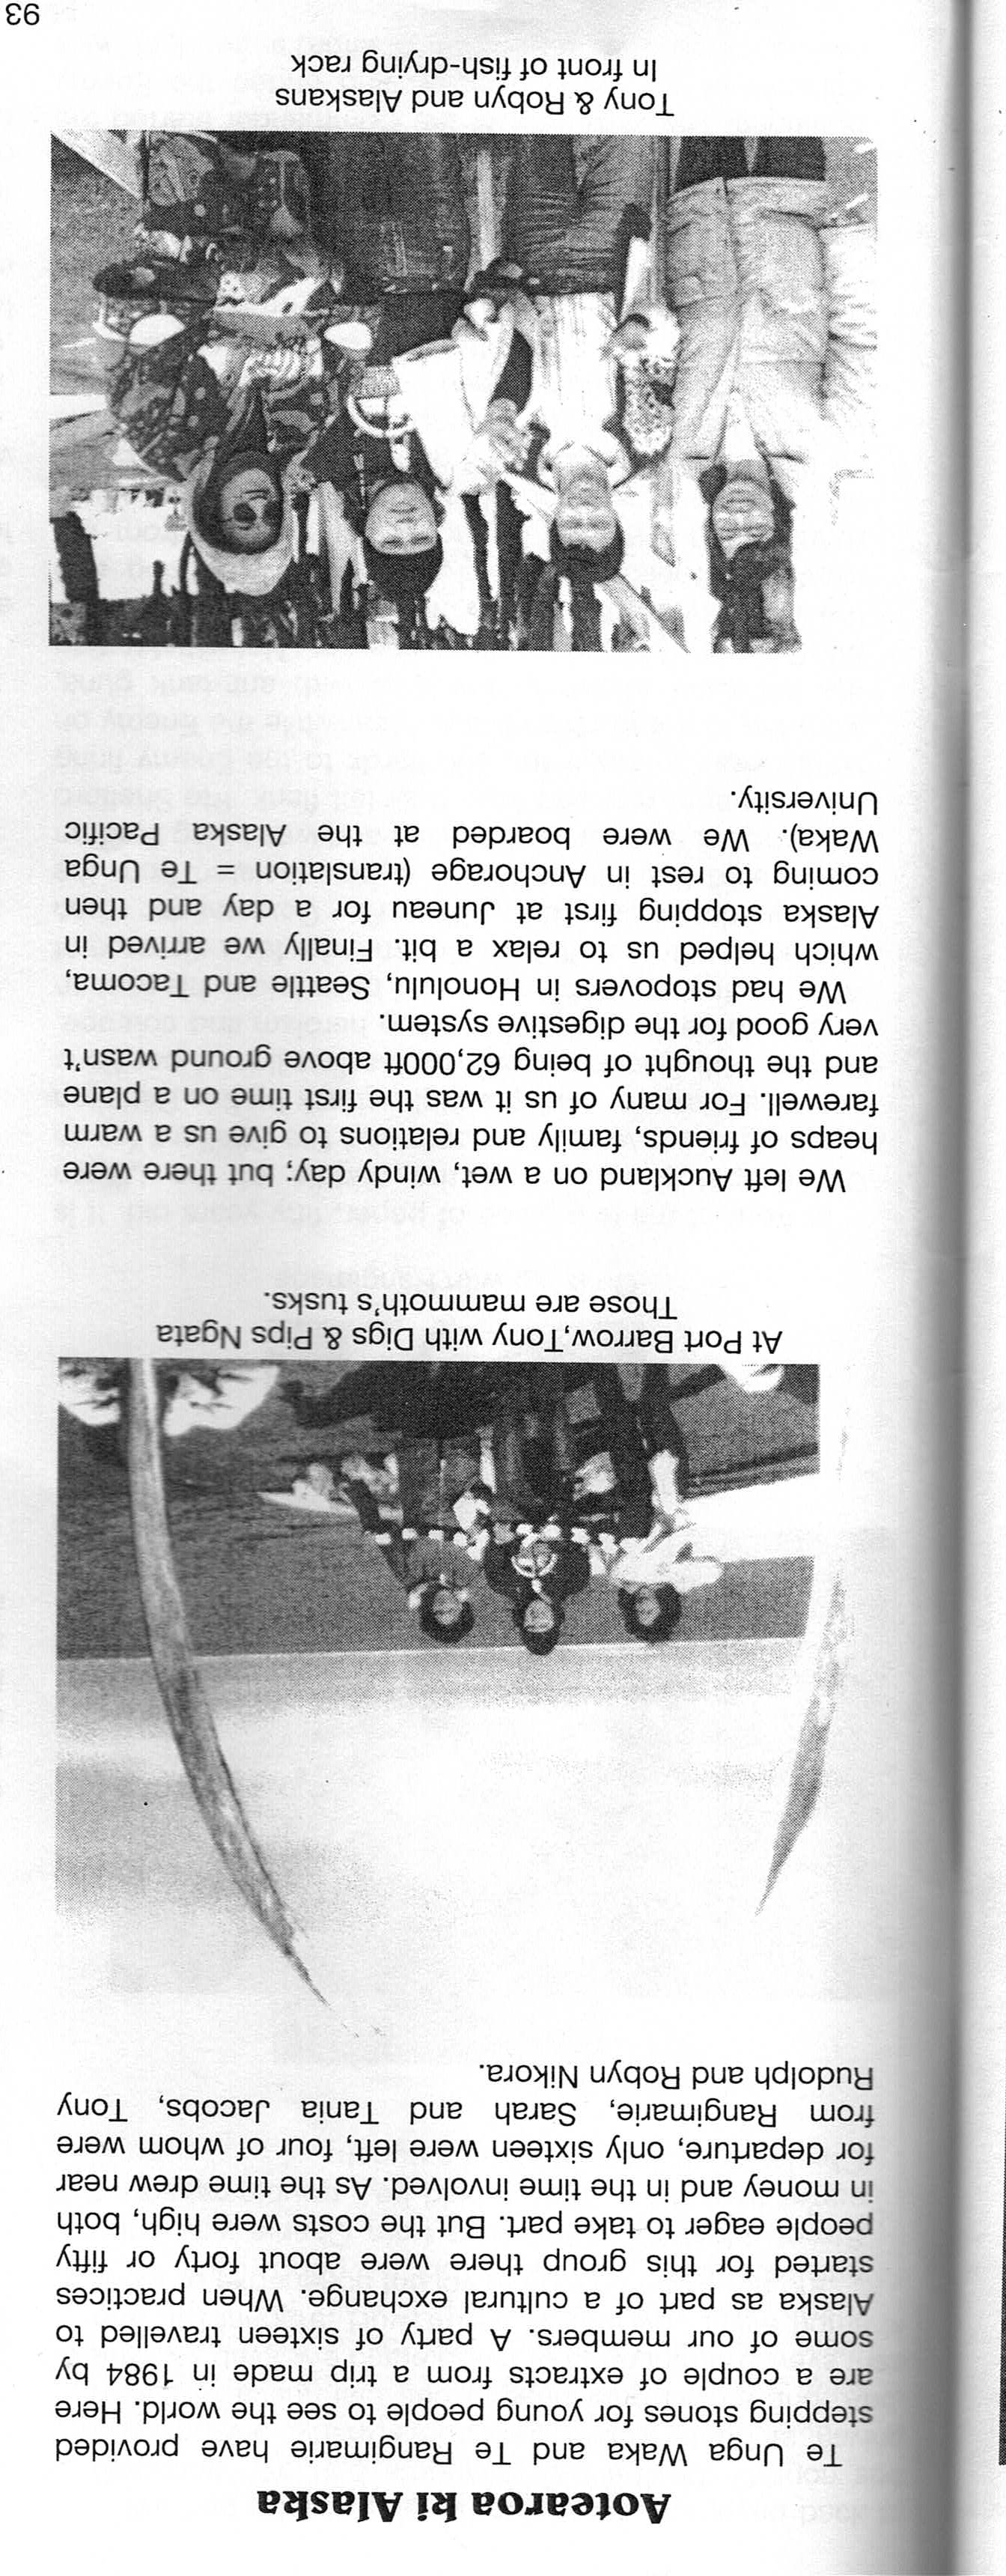 Aotearoa ki Alaska
Te Unga Waka and Te Rangimarie have provided
stepping stones for young people to see the world. Here
are a couple of extracts from a trip made in 1984 by
some of our members. A party of sixteen travelled to
Alaska as part of a cultural exchange. When practices
started for this group there were about forty or fifty
people eager to take part. But the costs were high, both
in money and in the time involved. As the time drew near
for departure, only sixteen were left, four of whom were
from Rangimarie, Sarah and Tania Jacobs, Tony
Rudolph and Robyn Nikora.
At Port Barrow,Tony with Digs & Pips Ngata
Those are mammoth's tusks.
We left Auckland on a wet, windy day; but there were
heaps of friends, family and relations to give us a warm
farewell. For many of us it was the first time on a plane
and the thought of being 62,000ft above ground wasn't
very good for the digestive system.
We had stopovers in Honolulu, Seattle and Tacoma,
which helped us to relax a bit. Finally we arrived in
Alaska stopping first at Juneau for a day and then
coming to rest in Anchorage (translation = Te Unga
Waka). We were boarded at the Alaska Pacific
University.
Tony & Robyn and Alaskans
In front of fish-drying rack
93